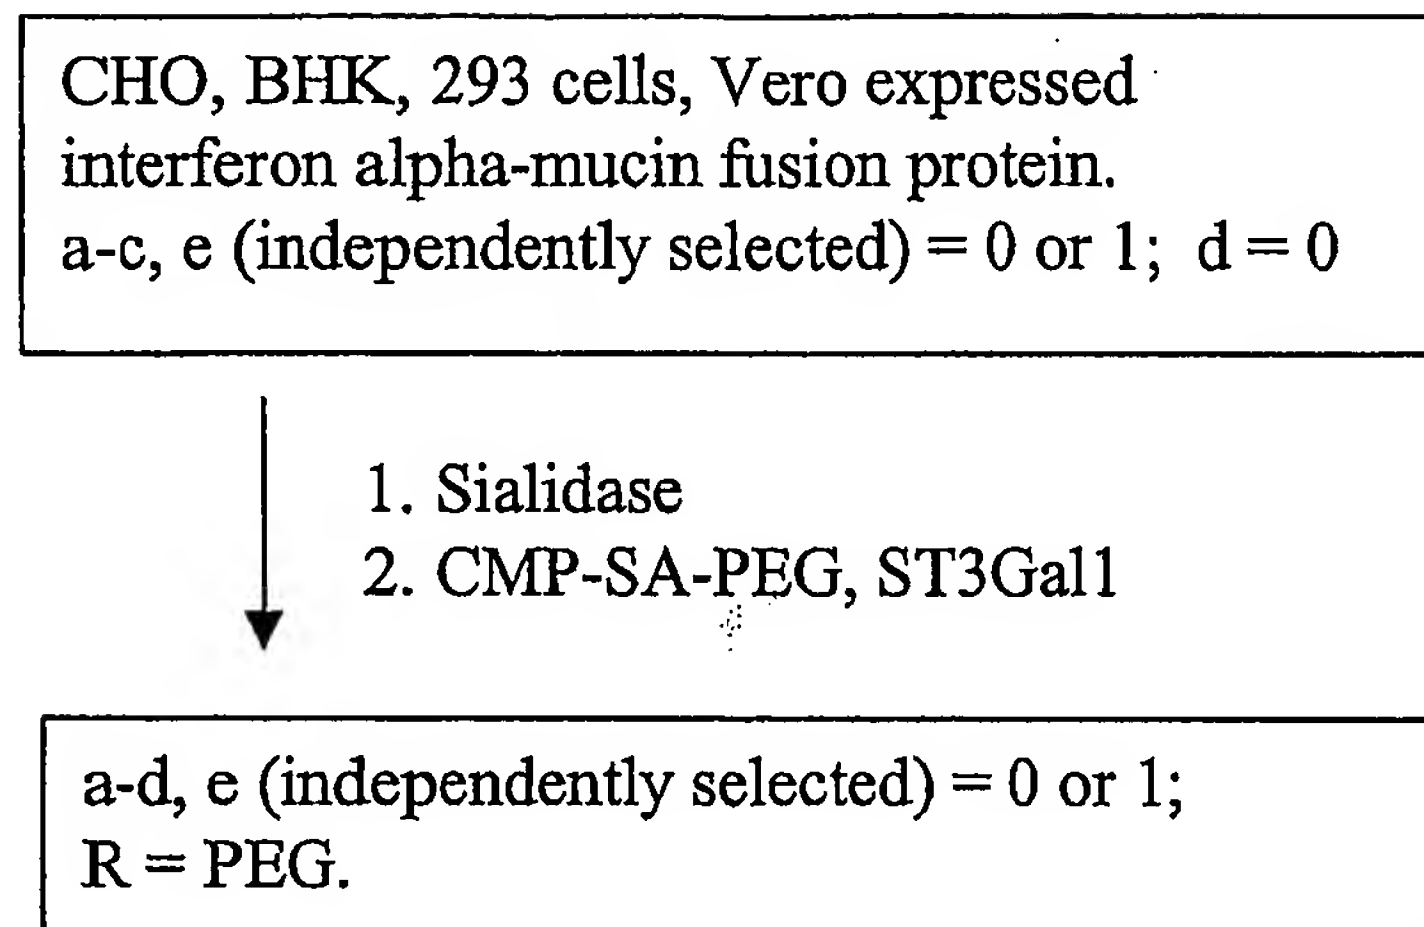 CHO, BHK, 293 cells, Vero expressed
interferon alpha-mucin fusion protein.
a-c, e (independently selected) = 0 or 1; d = 0
1. Sialidase
2. CMP-SA-PEG, ST3Gal1
a-d, e (independently selected) = 0 or 1;
R = PEG.